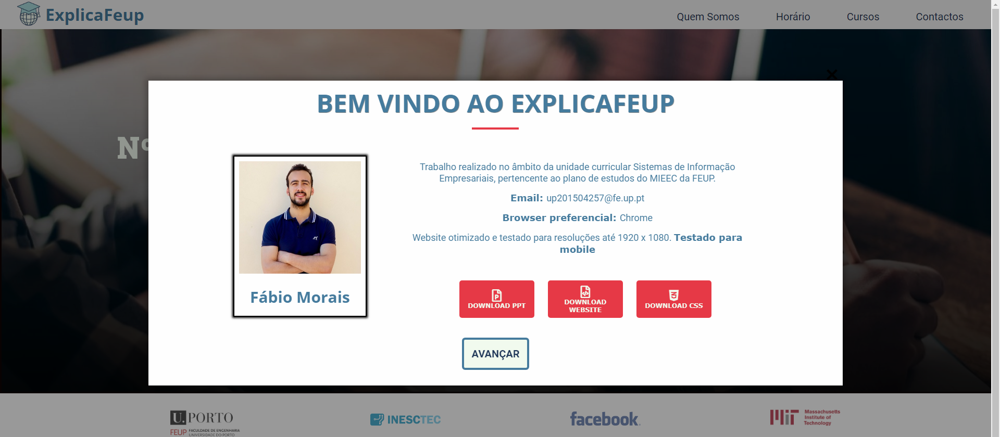 ExplicaFeup
Quem Somos
Horário
Cursos
Contactos
BEM VINDO AO EXPLICAFEUP
Nº
Trabalho realizado no âmbito da unidade curricular Sistemas de Informação
Empresariais, pertencente ao plano de estudos do MIEEC da FEUP.
Email: up201504257@fe.up.pt
Browser preferencial: Chrome
Website otimizado e testado para resoluções até 1920 x 1080. Testado para
mobile
Fábio Morais
DOWNLOAD PPT
DOWNLOAD
WEBSITE
DOWNLOAD CSS
AVANÇAR
U. PORTO
FEUP FACULDADE DE ENGENHARIA
UNIVERSIDADE DO PORTO
INESCTEC
facebook.
Massachusetts
Institute of
Technology